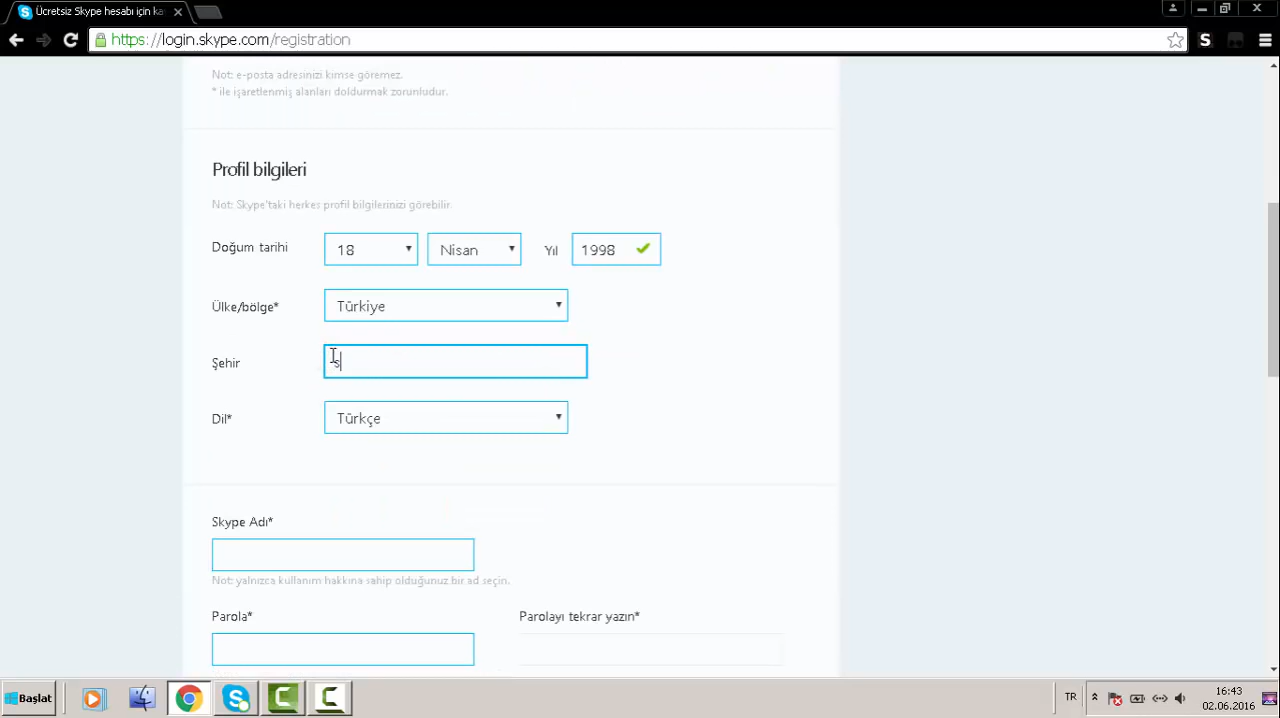 Ücretsiz Skype hesabı için ka
https://login.skype.com/registration
Not: e-posta adresinizi kimse göremez.
* ile işaretlenmiş alanları doldurmak zorunludur.
Profil bilgileri
Not: Skype'taki herkes profil bilgilerinizi görebilir.
Doğum tarihi 18 Nisan Yıl 1998
Ülke/bölge* Türkiye
Şehir s
Dil* Türkçe
Skype Adı*
Not: yalnızca kullanım hakkına sahip olduğunuz bir ad seçin.
Parola* Parolayı tekrar yazın*
Başlat TR 16:43
02.06.2016